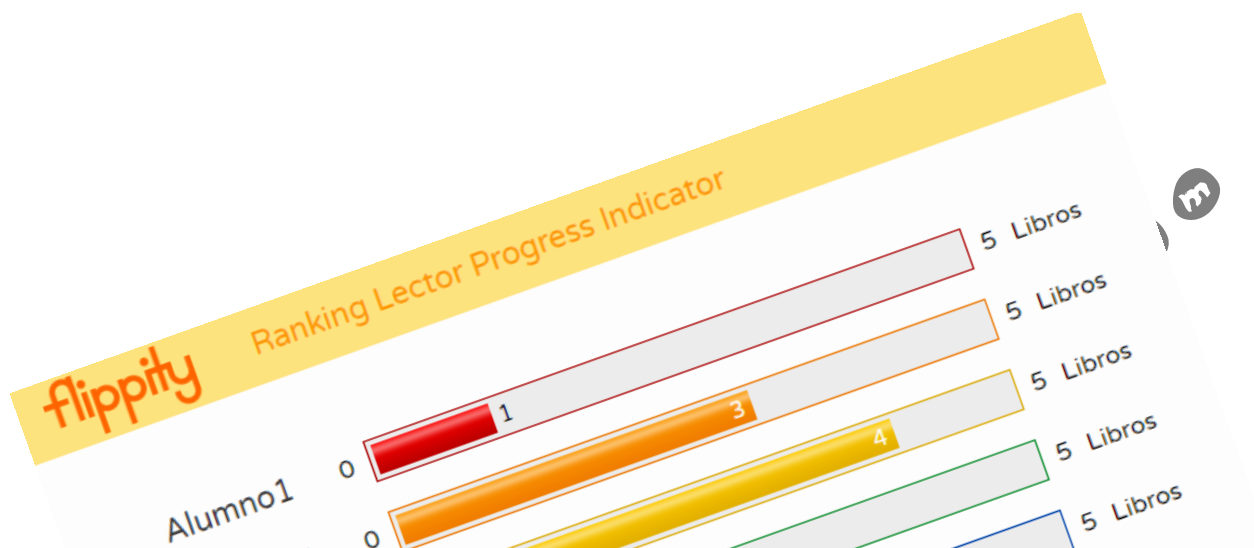 flippity Ranking Lector Progress Indicator
Alumno1 0 1 5 Libros
0 3 5 Libros
4 5 Libros
5 Libros
5 Libros
m